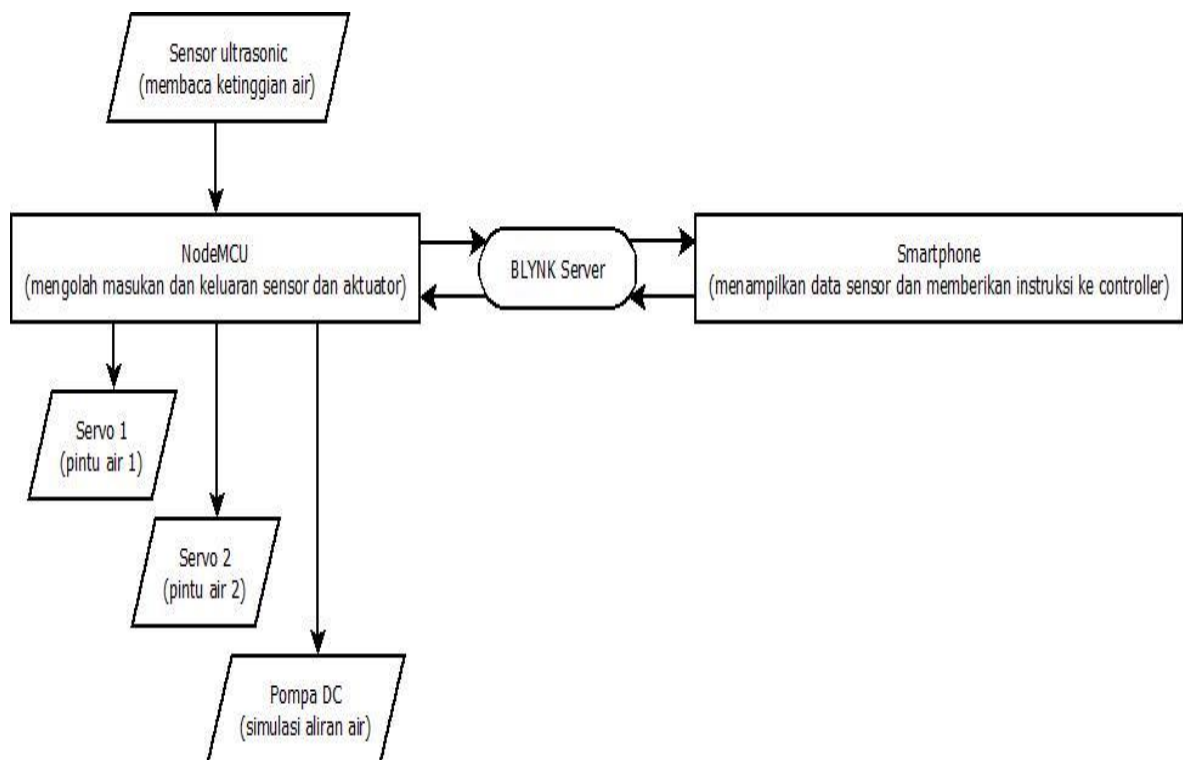 Sensor ultrasonic
(membaca ketinggian air)
NodeMCU
(mengolah masukan dan keluaran sensor dan aktuator)
BLYNK Server
Smartphone
(menampilkan data sensor dan memberikan instruksi ke controller)
Servo 1
(pintu air 1)
Servo 2
(pintu air 2)
Pompa DC
(simulasi aliran air)